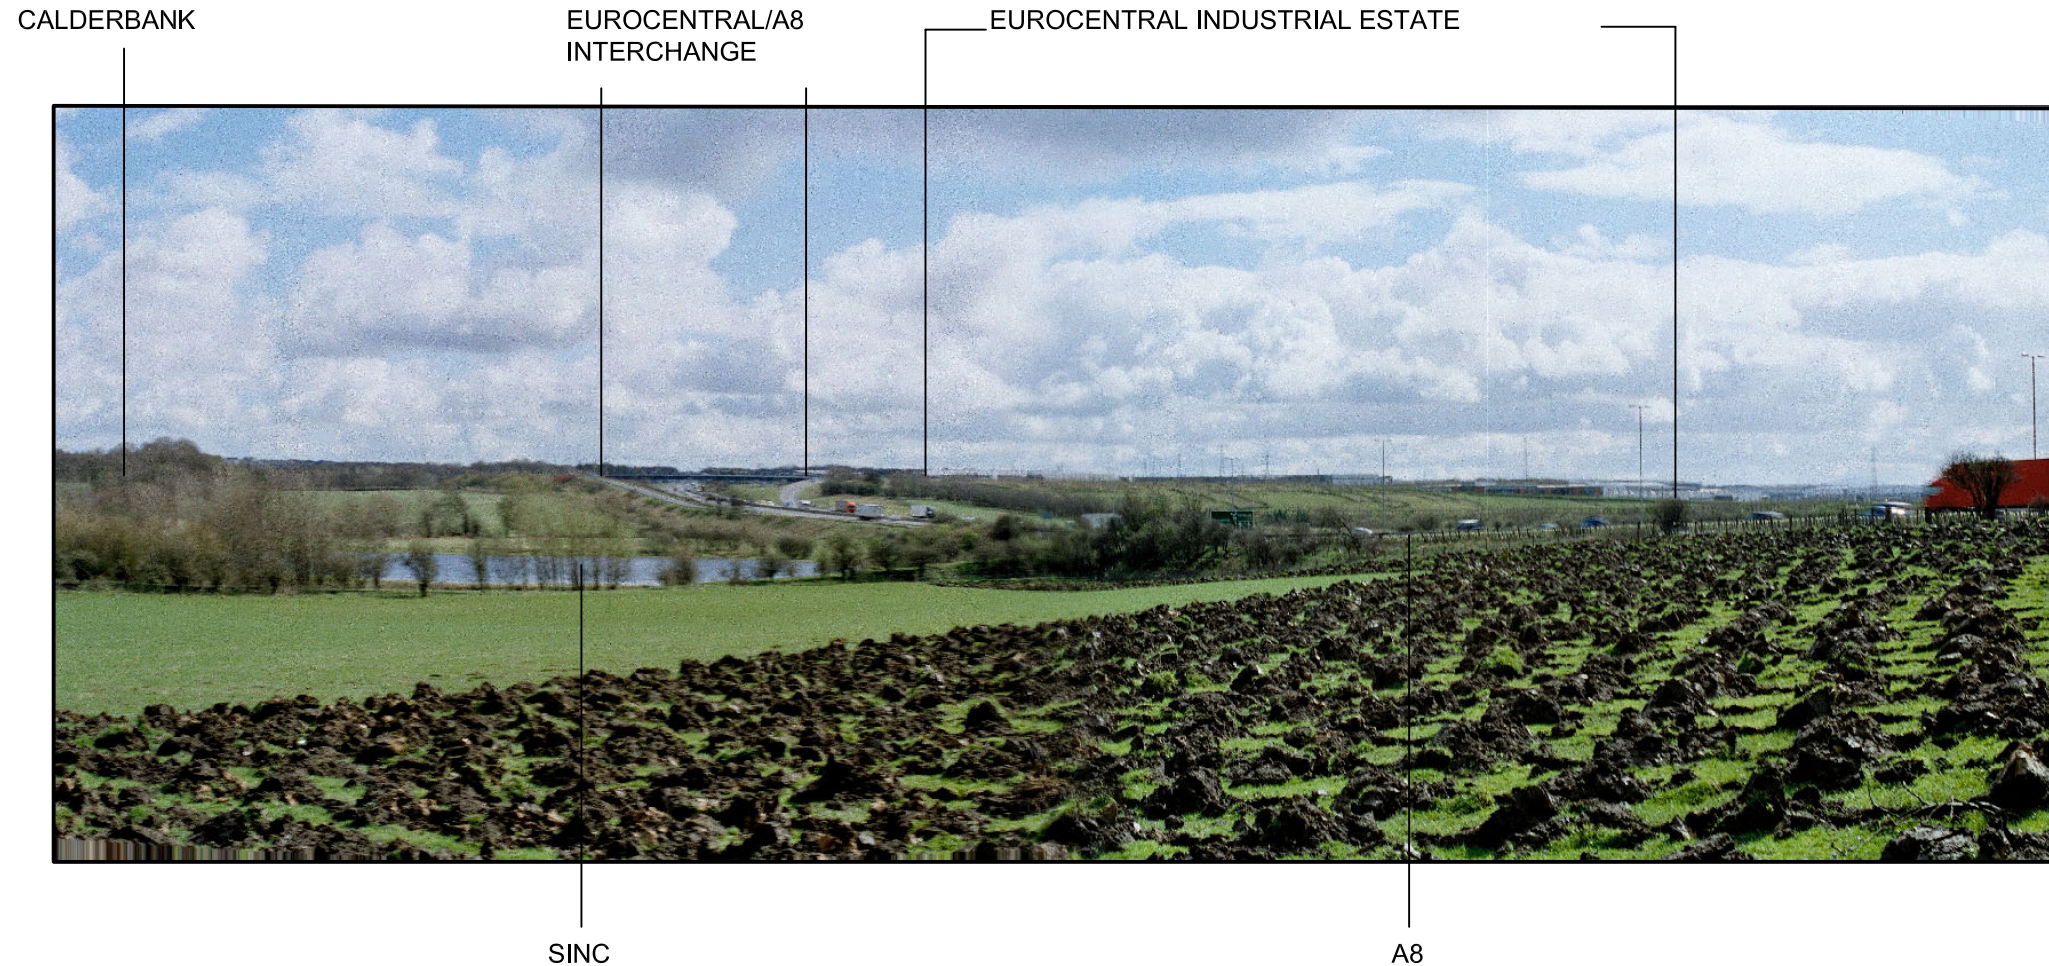 CALDERBANK
EUROCENTRAL/A8
INTERCHANGE
EUROCENTRAL INDUSTRIAL ESTATE
SINC
A8